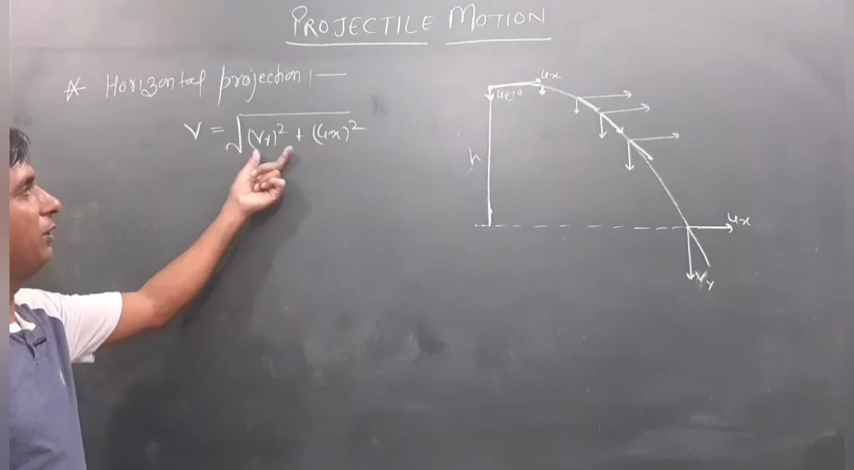 PROJECTILE MOTION
* Horizontal projection :—
V = √(Vy)² + (ux)²
ux
uy=0
h
ux
Vy